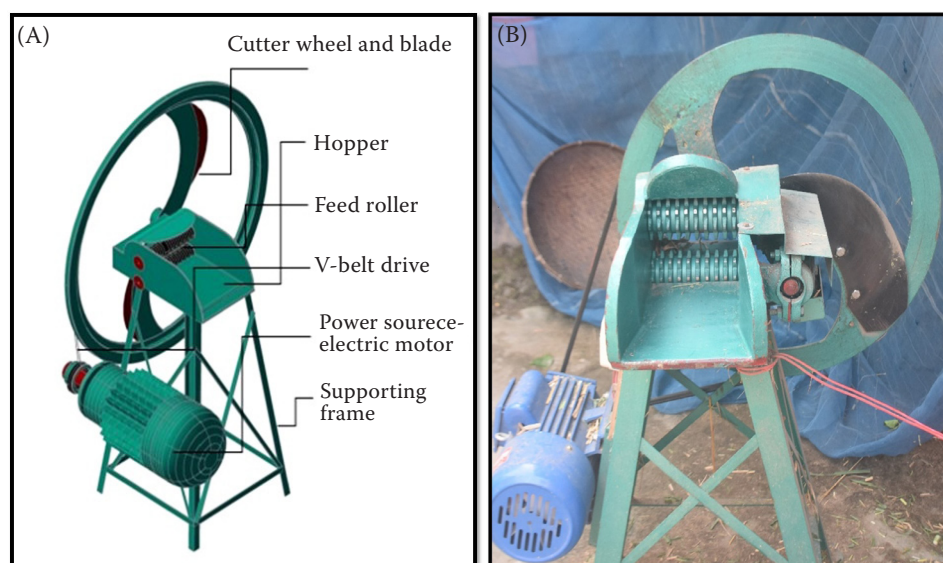 (A)
Cutter wheel and blade
Hopper
Feed roller
V-belt drive
Power sourece-
electric motor
Supporting
frame
(B)